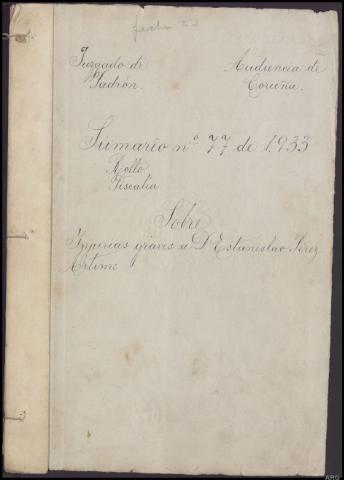 Juzgado de Padrón.
Audiencia de Coruña.
Sumario nº 77 de 1933
Rollo
Fiscalía
Sobre
Injurias graves a D. Estanislao Pérez
Artime
ARQ